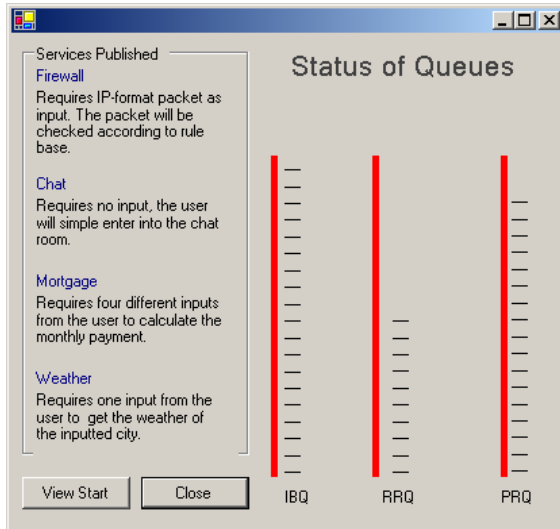 Services Published
Firewall
Requires IP-format packet as
input. The packet will be
checked according to rule
base.
Chat
Requires no input, the user
will simple enter into the chat
room.
Mortgage
Requires four different inputs
from the user to calculate the
monthly payment.
Weather
Requires one input from the
user to  get the weather of
the inputted city.
View Start
Close
Status of Queues
IBQ
RRQ
PRQ